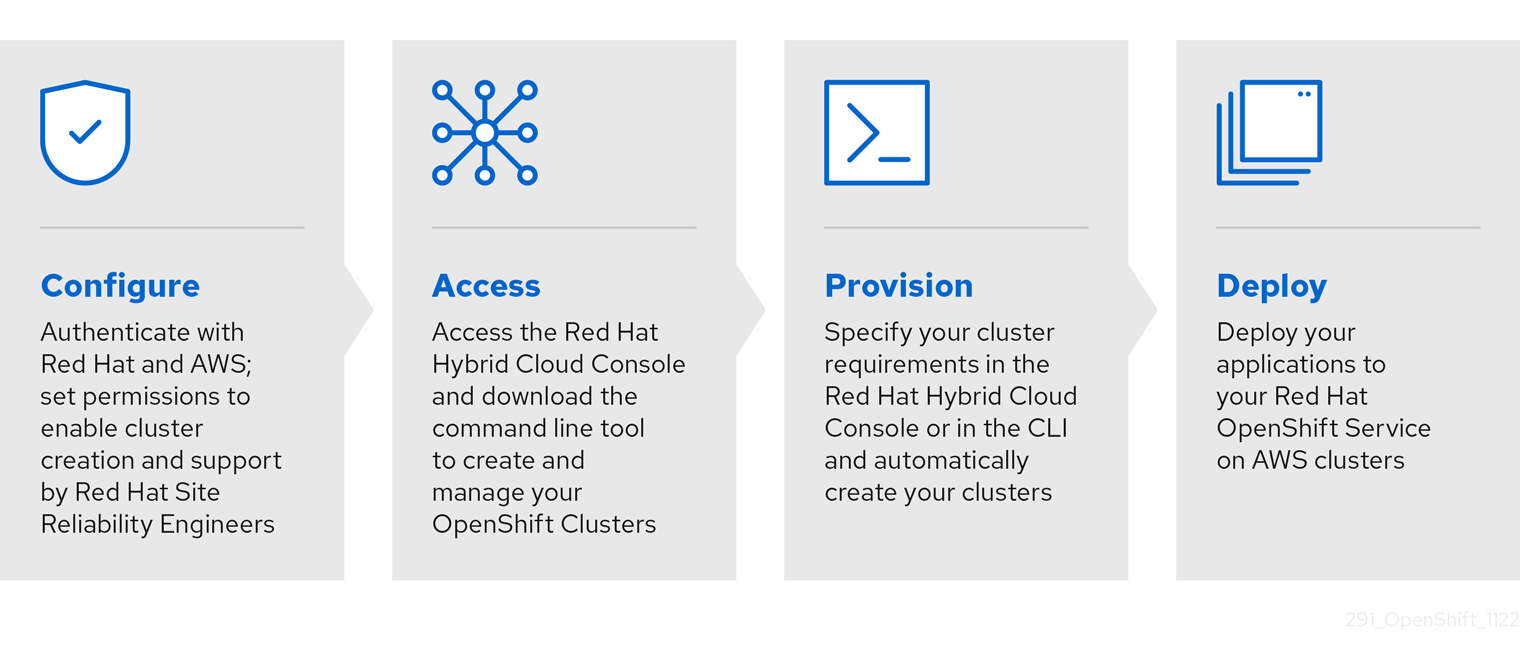 Configure
Authenticate with
Red Hat and AWS;
set permissions to
enable cluster
creation and support
by Red Hat Site
Reliability Engineers
Access
Access the Red Hat
Hybrid Cloud Console
and download the
command line tool
to create and
manage your
OpenShift Clusters
Provision
Specify your cluster
requirements in the
Red Hat Hybrid Cloud
Console or in the CLI
and automatically
create your clusters
Deploy
Deploy your
applications to
your Red Hat
OpenShift Service
on AWS clusters
291_OpenShift_1122